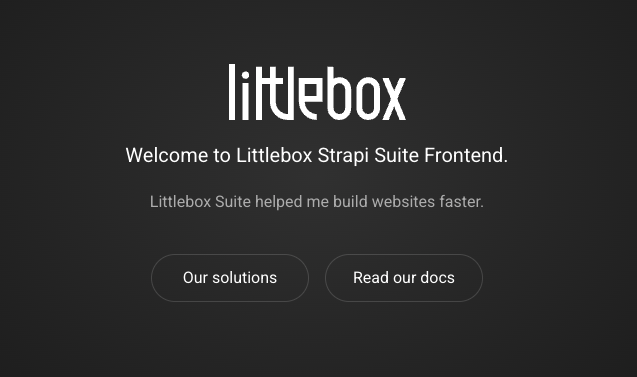 littlebox
Welcome to Littlebox Strapi Suite Frontend.
Littlebox Suite helped me build websites faster.
Our solutions
Read our docs